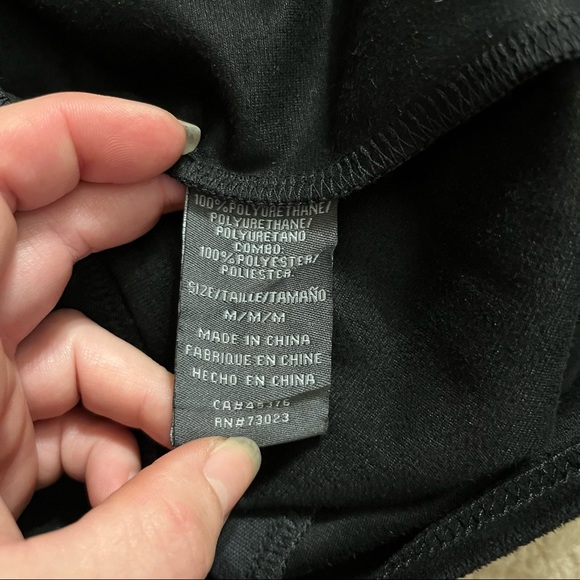 100%POLYURETHANE/
POLYURETHANE/
POLYURETANO
COMBO:
100%POLYESTER/
POLIESTER.
SIZE/TAILLE/TAMAÑO
M/M/M
MADE IN CHINA
FABRIQUE EN CHINE
HECHO EN CHINA
RN#73023